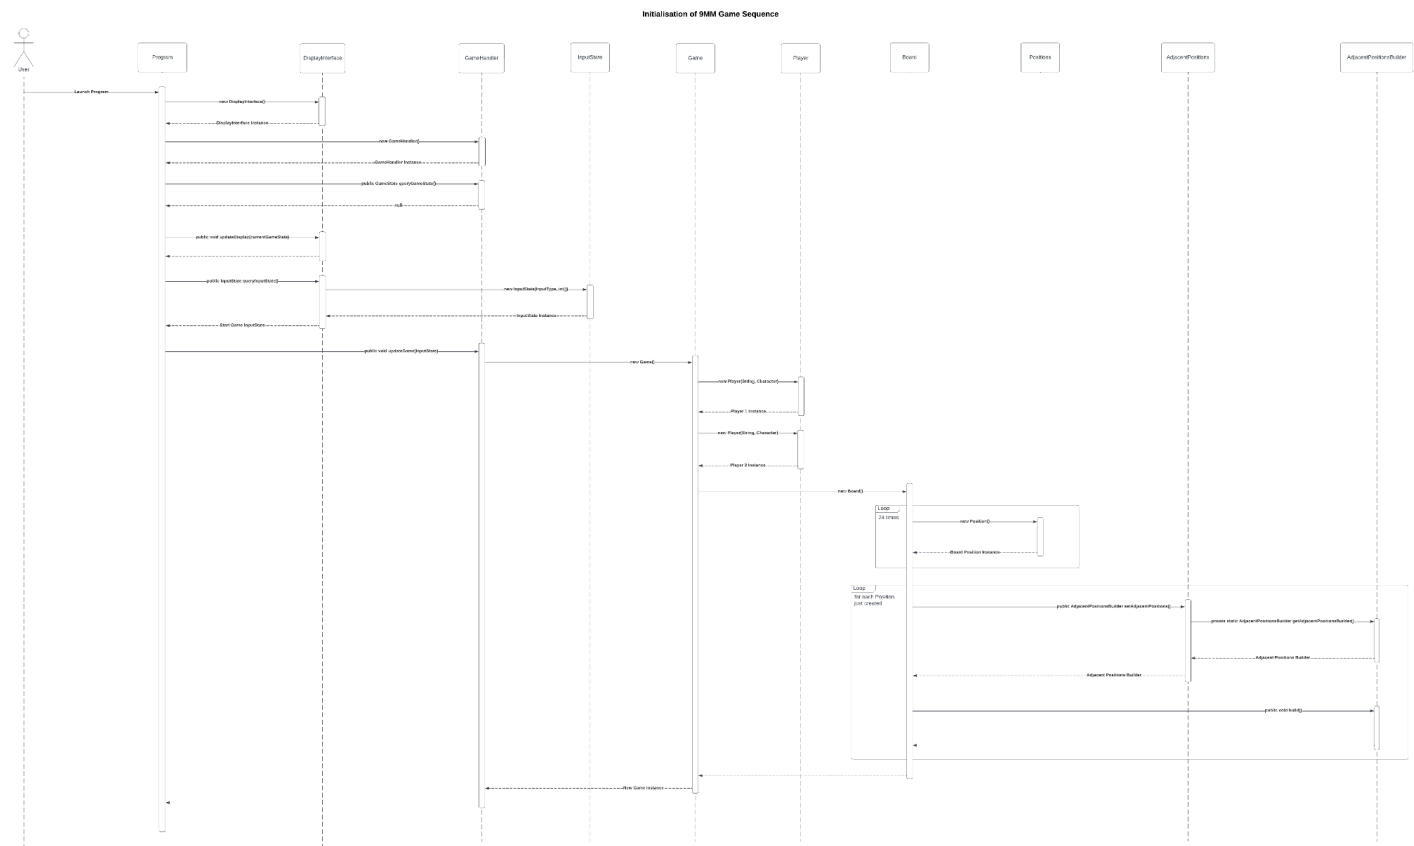 Initialisation of 9MM Game Sequence
User
Program
DisplayInterface
GameHandler
InputState
Game
Player
Board
Positions
AdjacentPositions
AdjacentPositionsBuilder
Launch Program
new DisplayInterface()
DisplayInterface Instance
new GameHandler()
GameHandler Instance
public GameState queryGameState()
null
public void updateDisplay(currentGameState)
public InputState queryInputState()
new InputState(InputType, int[])
InputState Instance
Start Game InputState
public void updateGame(InputState)
new Game()
new Player(String, Character)
Player 1 Instance
new Player(String, Character)
Player 2 Instance
new Board()
Loop
24 times
new Position()
Board Position Instance
Loop
for each Position
just created
public AdjacentPositionsBuilder setAdjacentPositions()
private static AdjacentPositionsBuilder getAdjacentPositionsBuilder()
Adjacent Positions Builder
Adjacent Positions Builder
public void build()
New Game Instance